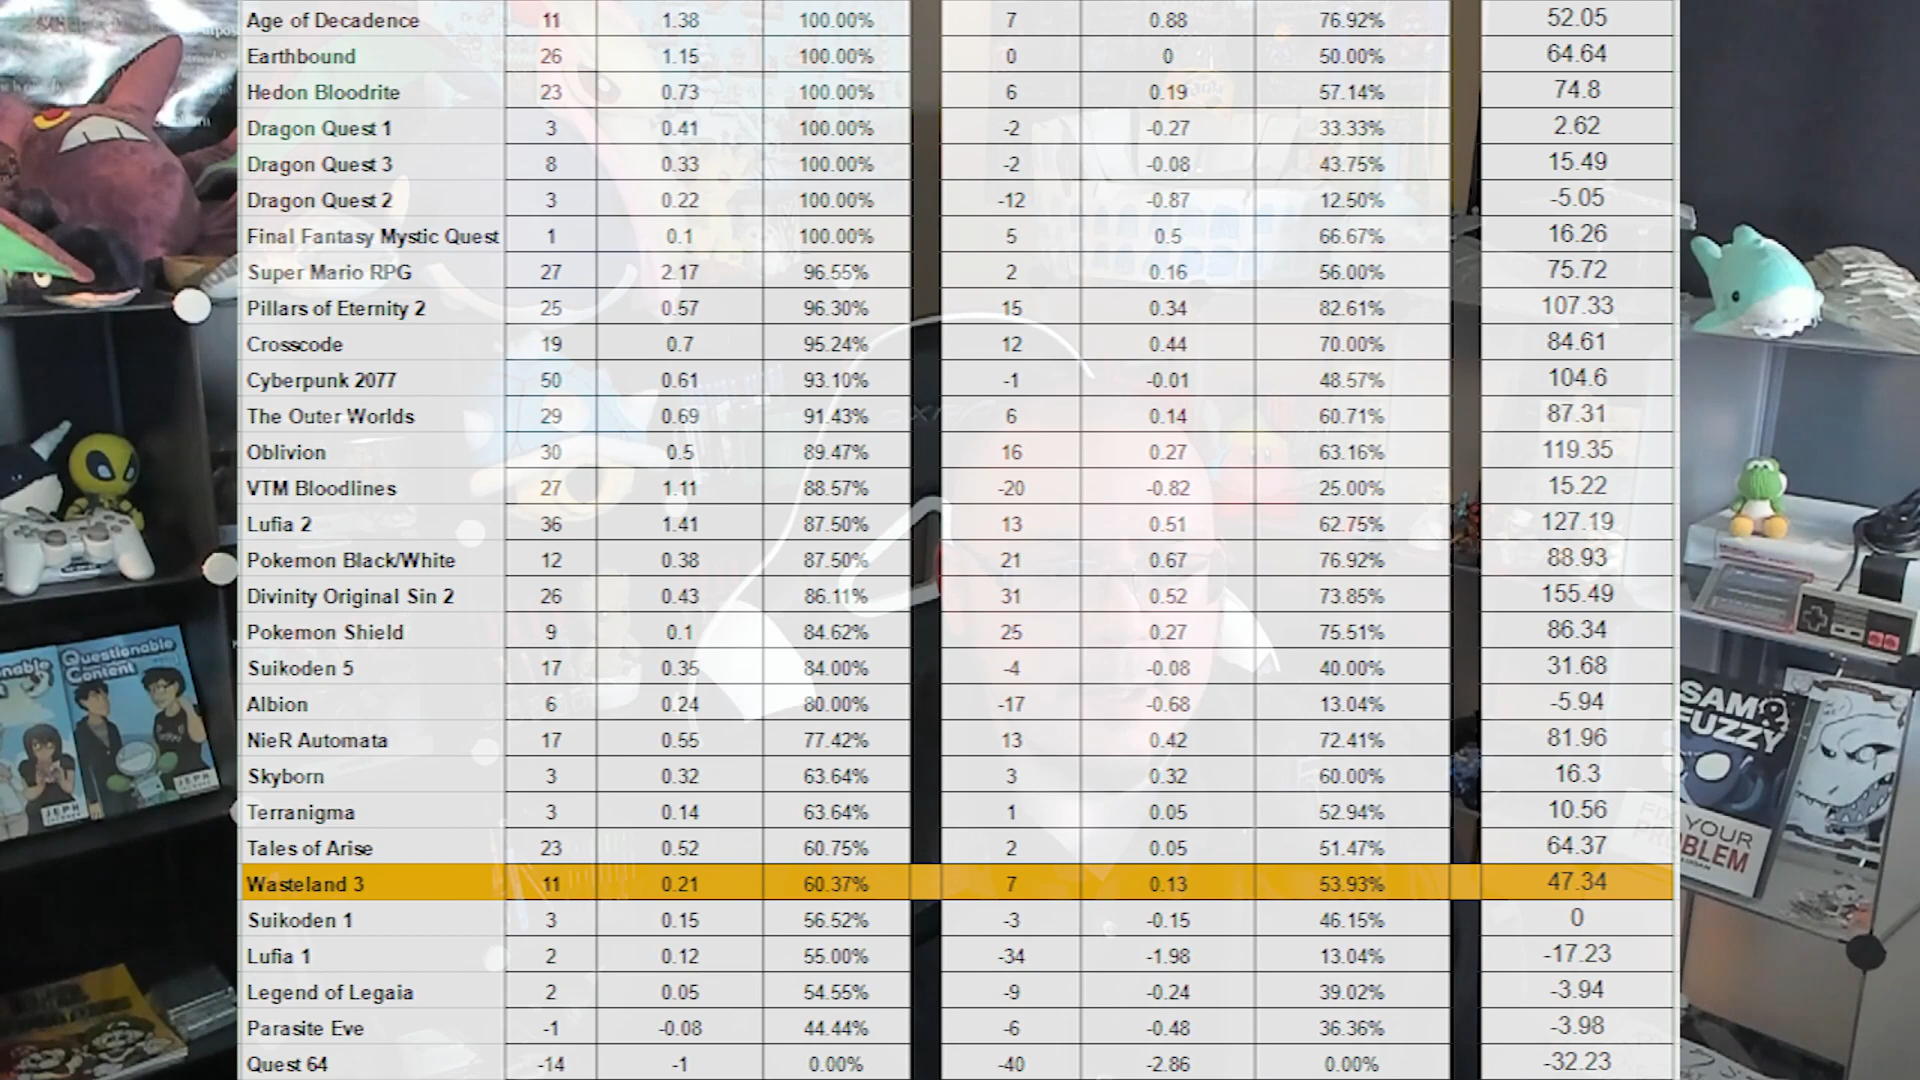 Age of Decadence 11 1.38 100.00% 7 0.88 76.92% 52.05
Earthbound 26 1.15 100.00% 0 0 50.00% 64.64
Hedon Bloodrite 23 0.73 100.00% 6 0.19 57.14% 74.8
Dragon Quest 1 3 0.41 100.00% -2 -0.27 33.33% 2.62
Dragon Quest 3 8 0.33 100.00% -2 -0.08 43.75% 15.49
Dragon Quest 2 3 0.22 100.00% -12 -0.87 12.50% -5.05
Final Fantasy Mystic Quest 1 0.1 100.00% 5 0.5 66.67% 16.26
Super Mario RPG 27 2.17 96.55% 2 0.16 56.00% 75.72
Pillars of Eternity 2 25 0.57 96.30% 15 0.34 82.61% 107.33
Crosscode 19 0.7 95.24% 12 0.44 70.00% 84.61
Cyberpunk 2077 50 0.61 93.10% -1 -0.01 48.57% 104.6
The Outer Worlds 29 0.69 91.43% 6 0.14 60.71% 87.31
Oblivion 30 0.5 89.47% 16 0.27 63.16% 119.35
VTM Bloodlines 27 1.11 88.57% -20 -0.82 25.00% 15.22
Lufia 2 36 1.41 87.50% 13 0.51 62.75% 127.19
Pokemon Black/White 12 0.38 87.50% 21 0.67 76.92% 88.93
Divinity Original Sin 2 26 0.43 86.11% 31 0.52 73.85% 155.49
Pokemon Shield 9 0.1 84.62% 25 0.27 75.51% 86.34
Suikoden 5 17 0.35 84.00% -4 -0.08 40.00% 31.68
Albion 6 0.24 80.00% -17 -0.68 13.04% -5.94
NieR Automata 17 0.55 77.42% 13 0.42 72.41% 81.96
Skyborn 3 0.32 63.64% 3 0.32 60.00% 16.3
Terranigma 3 0.14 63.64% 1 0.05 52.94% 10.56
Tales of Arise 23 0.52 60.75% 2 0.05 51.47% 64.37
Wasteland 3 11 0.21 60.37% 7 0.13 53.93% 47.34
Suikoden 1 3 0.15 56.52% -3 -0.15 46.15% 0
Lufia 1 2 0.12 55.00% -34 -1.98 13.04% -17.23
Legend of Legaia 2 0.05 54.55% -9 -0.24 39.02% -3.94
Parasite Eve -1 -0.08 44.44% -6 -0.48 36.36% -3.98
Quest 64 -14 -1 0.00% -40 -2.86 0.00% -32.23
Questionable
Content
JEPH
JEPH
SAM &
FUZZY
FIX YOUR
PROBLEM